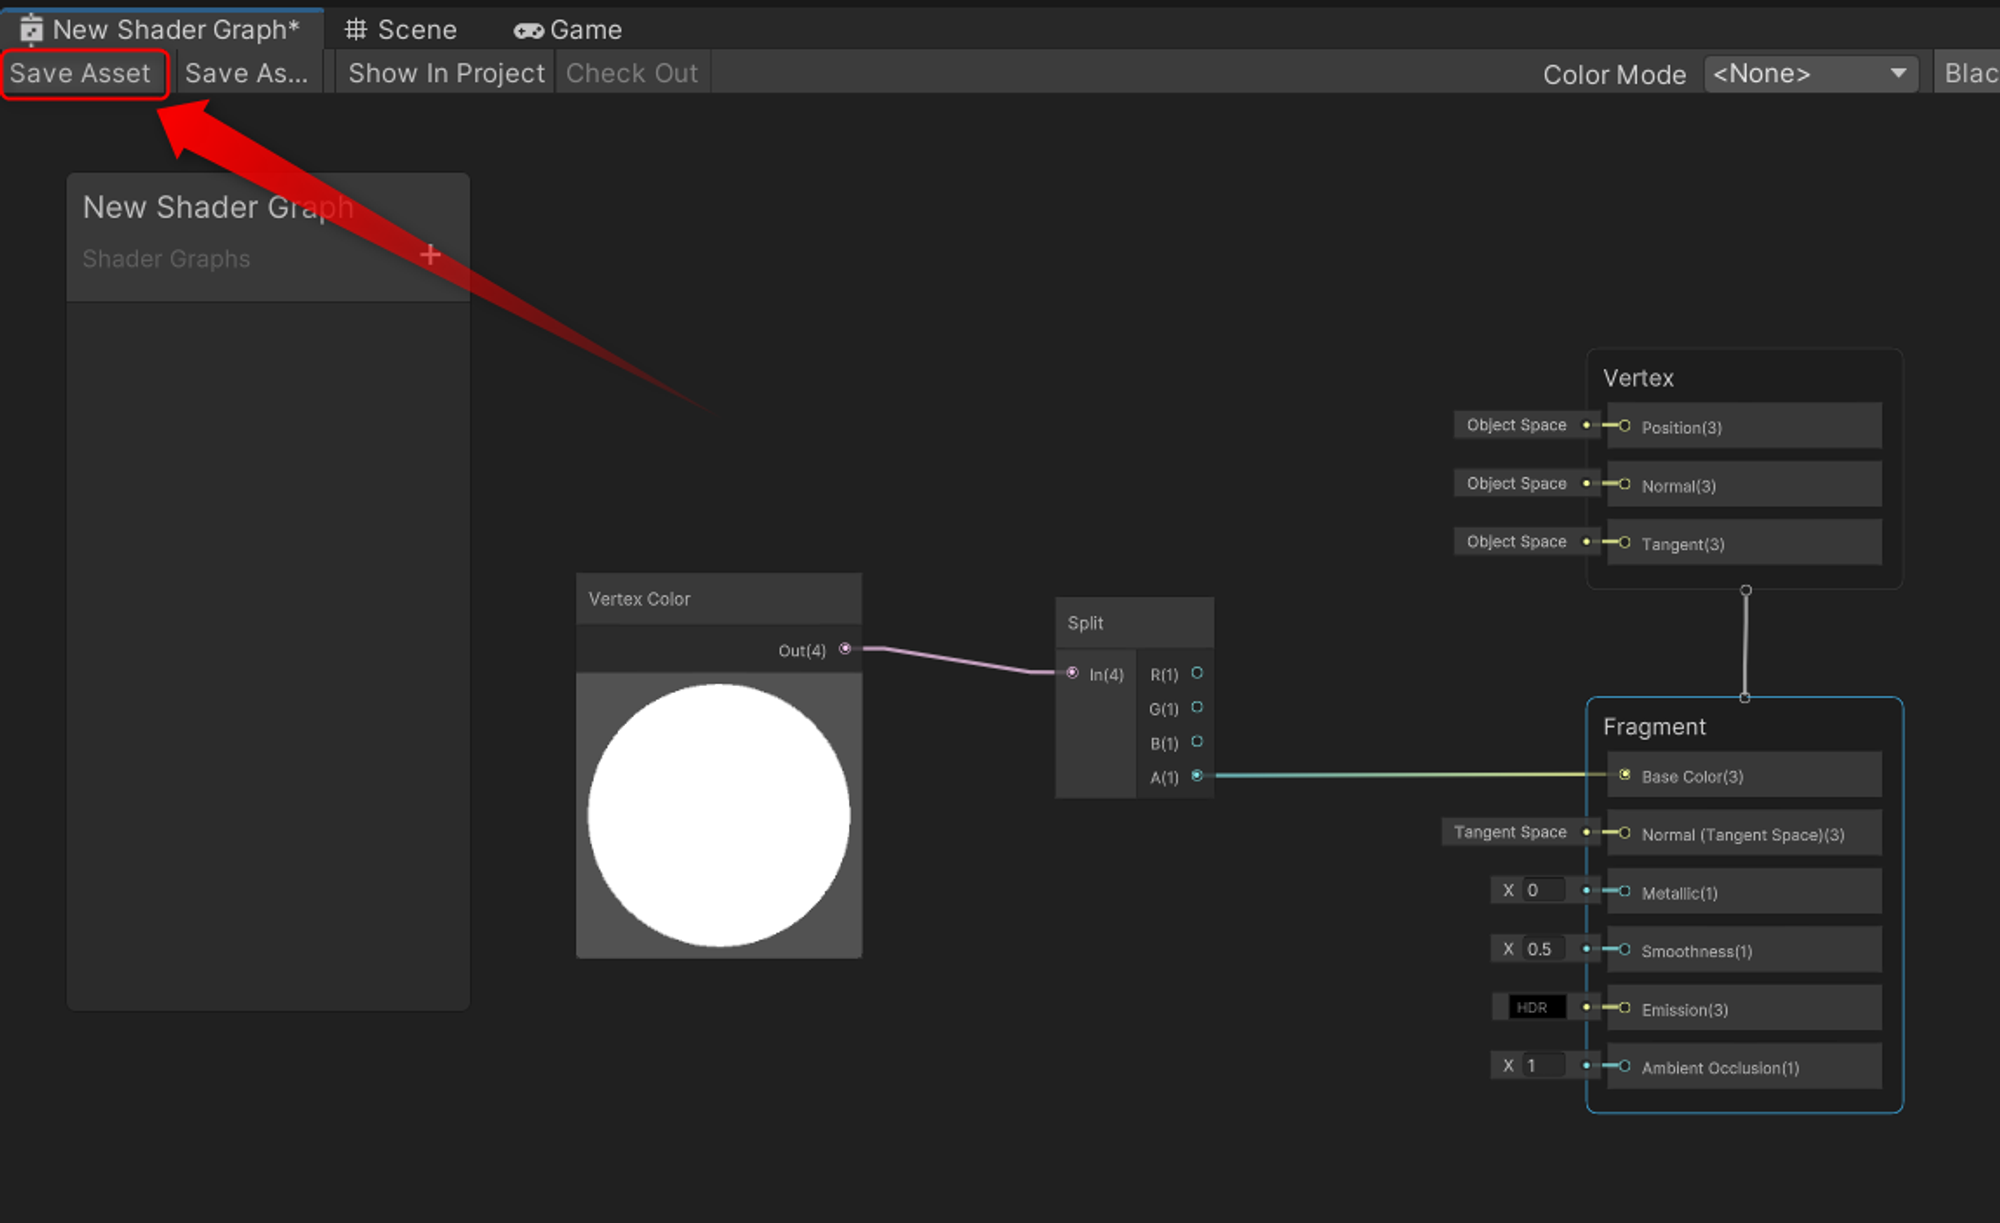 New Shader Graph* Scene Game
Save Asset Save As... Show In Project Check Out Color Mode <None> Blac
New Shader Graph
Shader Graphs +
Vertex
Object Space Position(3)
Object Space Normal(3)
Object Space Tangent(3)
Vertex Color
Out(4)
Split
In(4) R(1)
G(1)
B(1)
A(1)
Fragment
Base Color(3)
Tangent Space Normal (Tangent Space)(3)
X 0 Metallic(1)
X 0.5 Smoothness(1)
HDR Emission(3)
X 1 Ambient Occlusion(1)